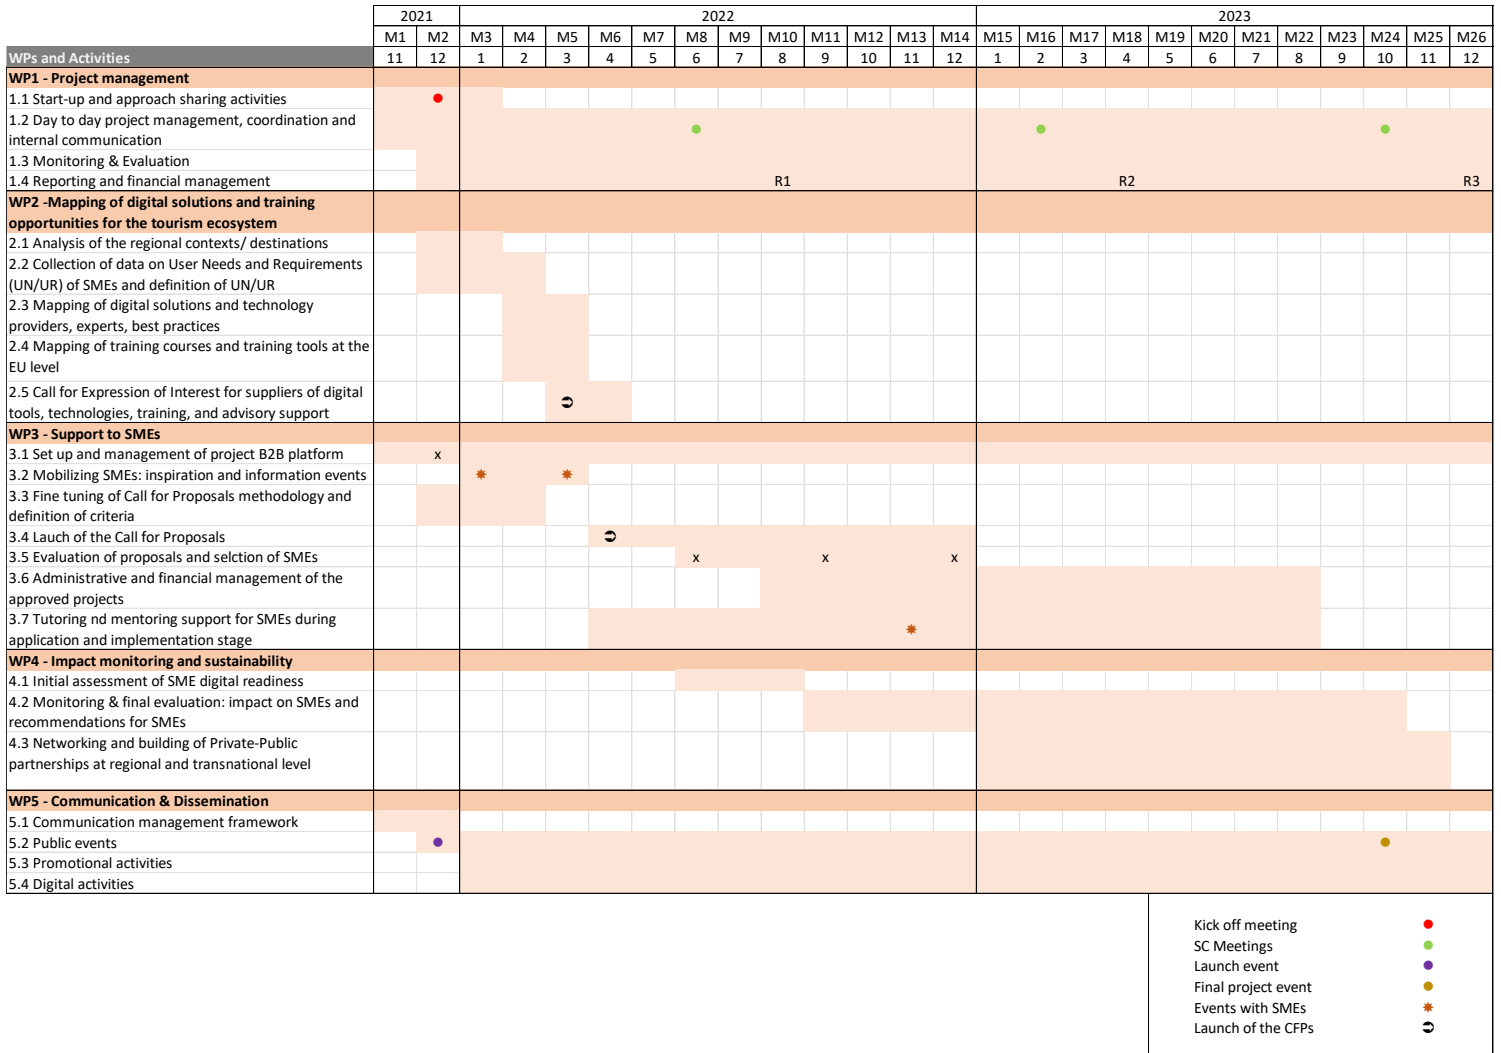 2021 2022 2023
M1 M2 M3 M4 M5 M6 M7 M8 M9 M10 M11 M12 M13 M14 M15 M16 M17 M18 M19 M20 M21 M22 M23 M24 M25 M26
WPs and Activities 11 12 1 2 3 4 5 6 7 8 9 10 11 12 1 2 3 4 5 6 7 8 9 10 11 12
WP1 - Project management
1.1 Start-up and approach sharing activities
1.2 Day to day project management, coordination and
internal communication
1.3 Monitoring & Evaluation
1.4 Reporting and financial management R1 R2 R3
WP2 -Mapping of digital solutions and training
opportunities for the tourism ecosystem
2.1 Analysis of the regional contexts/ destinations
2.2 Collection of data on User Needs and Requirements
(UN/UR) of SMEs and definition of UN/UR
2.3 Mapping of digital solutions and technology
providers, experts, best practices
2.4 Mapping of training courses and training tools at the
EU level
2.5 Call for Expression of Interest for suppliers of digital
tools, technologies, training, and advisory support
WP3 - Support to SMEs
3.1 Set up and management of project B2B platform x
3.2 Mobilizing SMEs: inspiration and information events
3.3 Fine tuning of Call for Proposals methodology and
definition of criteria
3.4 Lauch of the Call for Proposals
3.5 Evaluation of proposals and selction of SMEs x x x
3.6 Administrative and financial management of the
approved projects
3.7 Tutoring nd mentoring support for SMEs during
application and implementation stage
WP4 - Impact monitoring and sustainability
4.1 Initial assessment of SME digital readiness
4.2 Monitoring & final evaluation: impact on SMEs and
recommendations for SMEs
4.3 Networking and building of Private-Public
partnerships at regional and transnational level
WP5 - Communication & Dissemination
5.1 Communication management framework
5.2 Public events
5.3 Promotional activities
5.4 Digital activities
Kick off meeting
SC Meetings
Launch event
Final project event
Events with SMEs
Launch of the CFPs